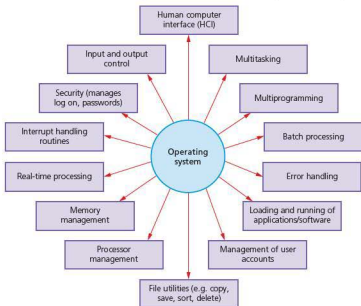 Human computer
interface (HCI)
Input and output
control
Multitasking
Security (manages
log on, passwords)
Multiprogramming
Interrupt handling
routines
Batch processing
Operating
system
Real-time processing
Error handling
Memory
management
Loading and running of
applications/software
Processor
management
Management of user
accounts
File utilities (e.g. copy,
save, sort, delete)